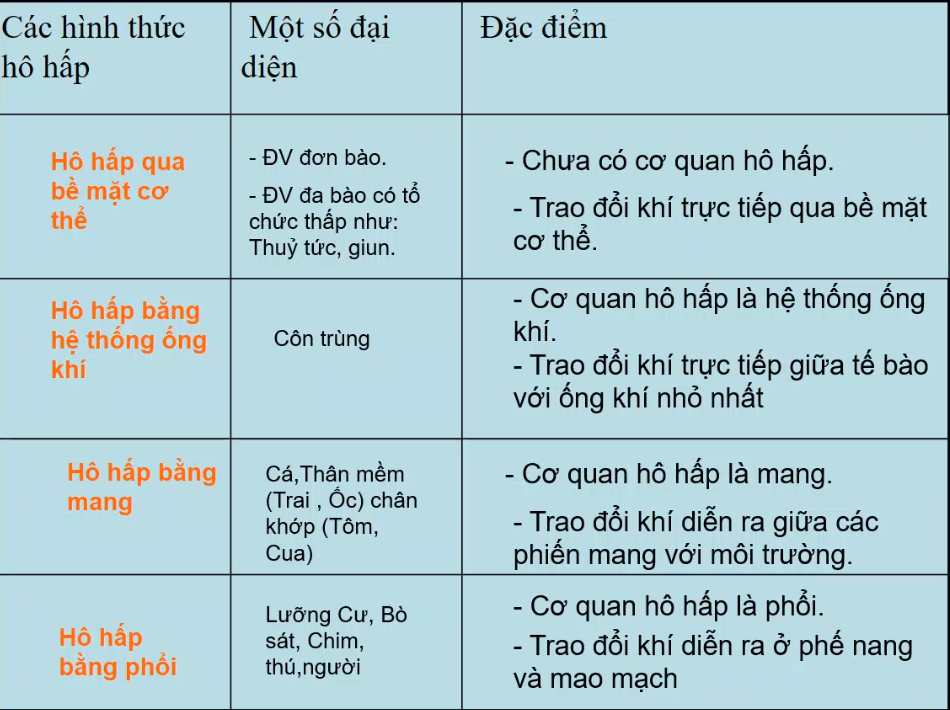 Các hình thức
hô hấp
Một số đại
diện
Đặc điểm
Hô hấp qua
bề mặt cơ
thể
- ĐV đơn bào.
- ĐV đa bào có tổ
chức thấp như:
Thuỷ tức, giun.
- Chưa có cơ quan hô hấp.
- Trao đổi khí trực tiếp qua bề mặt
cơ thể.
Hô hấp bằng
hệ thống ống
khí
Côn trùng
- Cơ quan hô hấp là hệ thống ống
khí.
- Trao đổi khí trực tiếp giữa tế bào
với ống khí nhỏ nhất
Hô hấp bằng
mang
Cá,Thân mềm
(Trai , Ốc) chân
khớp (Tôm,
Cua)
- Cơ quan hô hấp là mang.
- Trao đổi khí diễn ra giữa các
phiến mang với môi trường.
Hô hấp
bằng phổi
Lưỡng Cư, Bò
sát, Chim,
thú,người
- Cơ quan hô hấp là phổi.
- Trao đổi khí diễn ra ở phế nang
và mao mạch